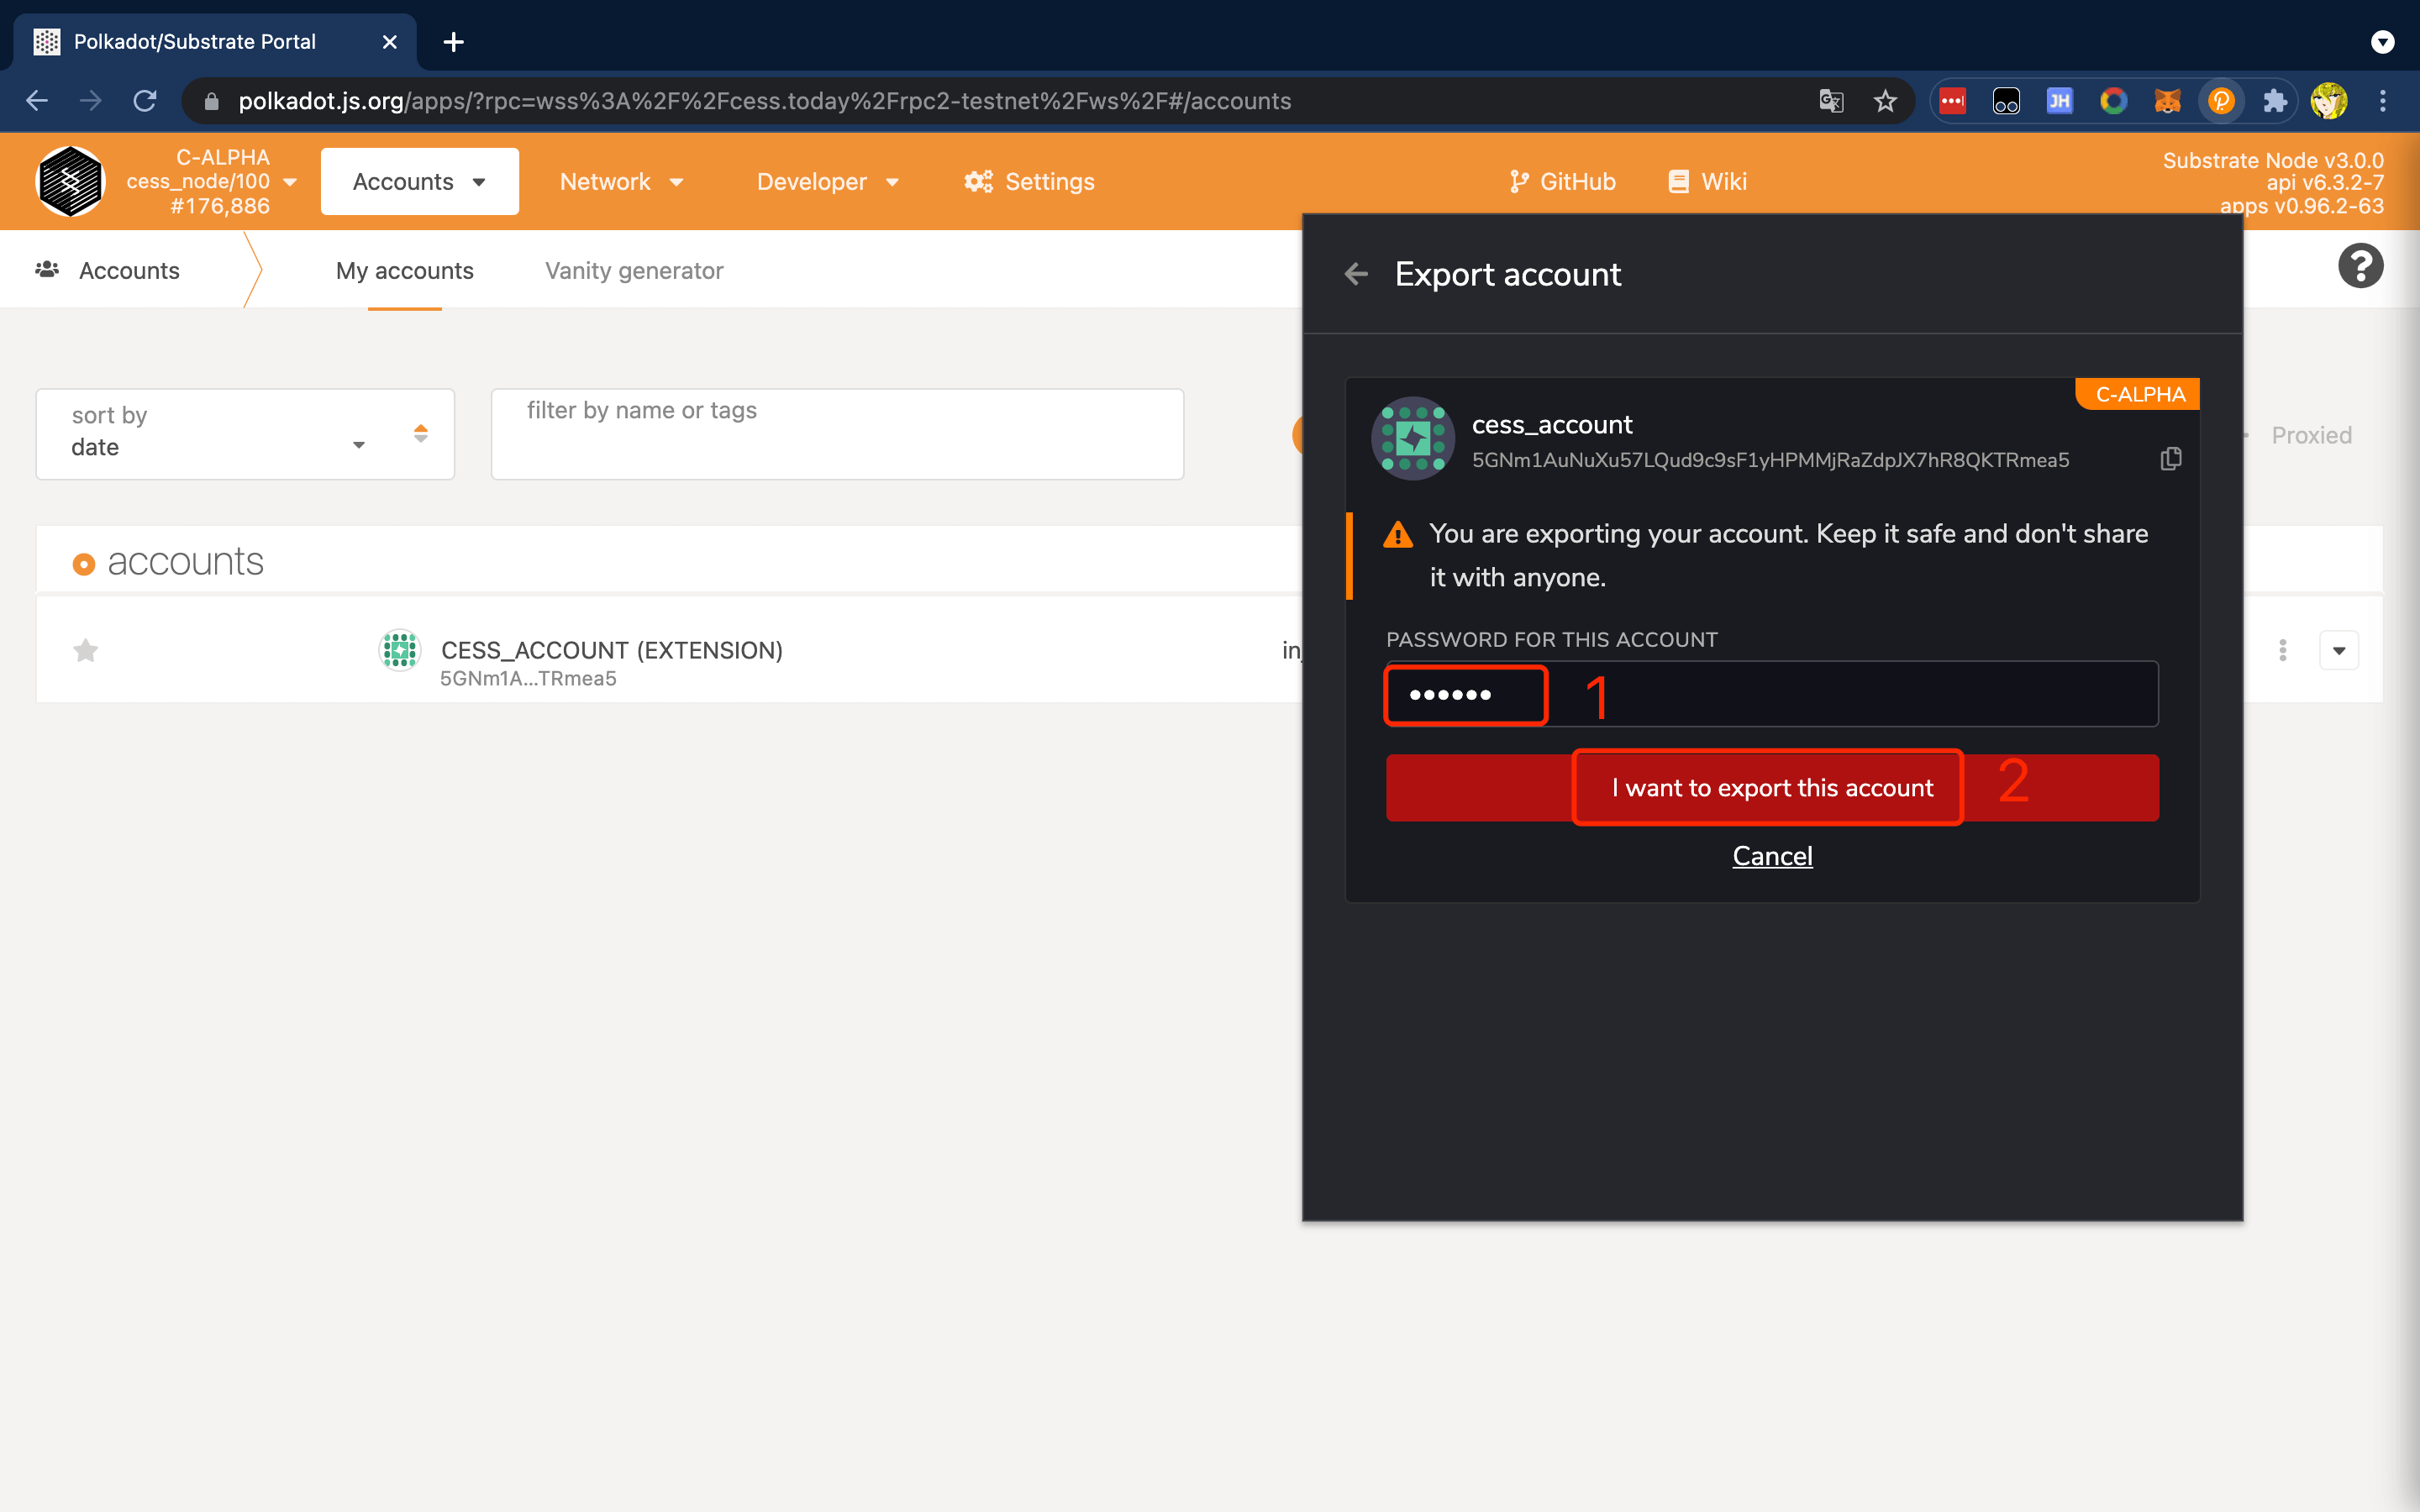 Polkadot/Substrate Portal
polkadot.js.org/apps/?rpc=wss%3A%2F%2Fcess.today%2Frpc2-testnet%2Fws%2F#/accounts
JH
C-ALPHA
cess_node/100
#176,886
Accounts
Network
Developer
Settings
GitHub
Wiki
Substrate Node v3.0.0
api v6.3.2-7
apps v0.96.2-63
Accounts
My accounts
Vanity generator
Export account
sort by
date
filter by name or tags
Proxied
C-ALPHA
cess_account
5GNm1AuNuXu57LQud9c9sF1yHPMMjRaZdpJX7hR8QKTRmea5
You are exporting your account. Keep it safe and don't share
it with anyone.
accounts
CESS_ACCOUNT (EXTENSION)
5GNm1A...TRmea5
PASSWORD FOR THIS ACCOUNT
1
I want to export this account
2
Cancel